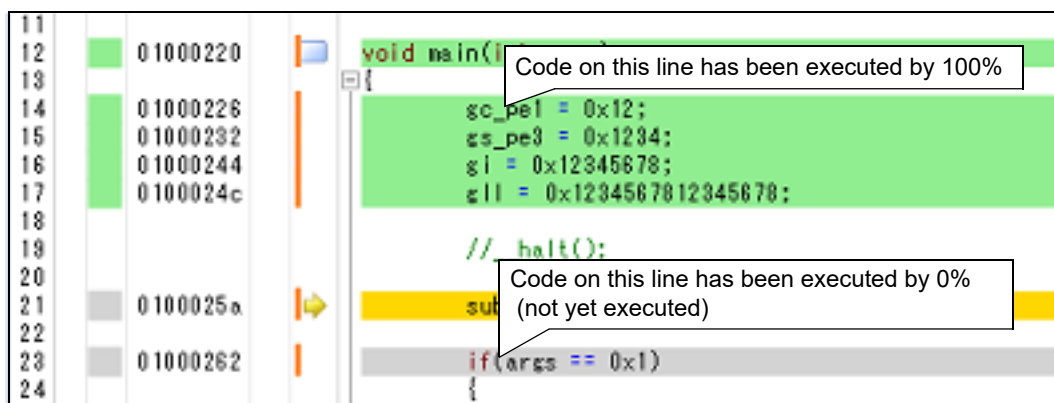 11
12 01000220 void main(i
Code on this line has been executed by 100%
13 {
14 01000226 gc_pe1 = 0x12;
15 01000232 gs_pe3 = 0x1234;
16 01000244 gi = 0x12345678;
17 0100024c gll = 0x1234567812345678;
18
19 //_halt();
20
Code on this line has been executed by 0%
(not yet executed)
21 0100025a sub
22
23 01000262 if(args == 0x1)
24 {